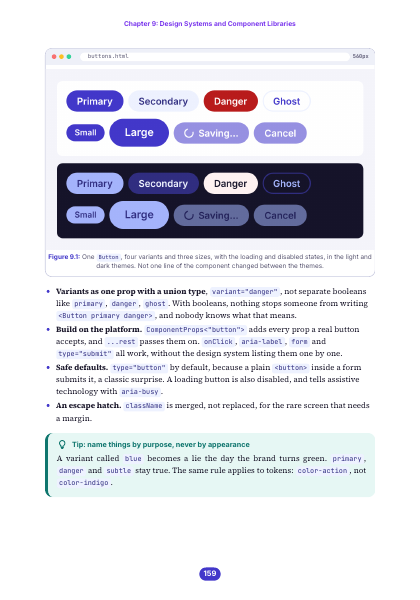 Chapter 9: Design Systems and Component Libraries
buttons.html
560px
Primary Secondary Danger Ghost
Small Large Saving... Cancel
Primary Secondary Danger Ghost
Small Large Saving... Cancel
Figure 9.1: One Button, four variants and three sizes, with the loading and disabled states, in the light and
dark themes. Not one line of the component changed between the themes.
• Variants as one prop with a union type, variant="danger", not separate booleans
like primary, danger, ghost. With booleans, nothing stops someone from writing
<Button primary danger>, and nobody knows what that means.
• Build on the platform. ComponentProps<"button"> adds every prop a real button
accepts, and ...rest passes them on. onClick, aria-label, form and
type="submit" all work, without the design system listing them one by one.
• Safe defaults. type="button" by default, because a plain <button> inside a form
submits it, a classic surprise. A loading button is also disabled, and tells assistive
technology with aria-busy.
• An escape hatch. className is merged, not replaced, for the rare screen that needs
a margin.
Tip: name things by purpose, never by appearance
A variant called blue becomes a lie the day the brand turns green. primary,
danger and subtle stay true. The same rule applies to tokens: color-action, not
color-indigo.
159